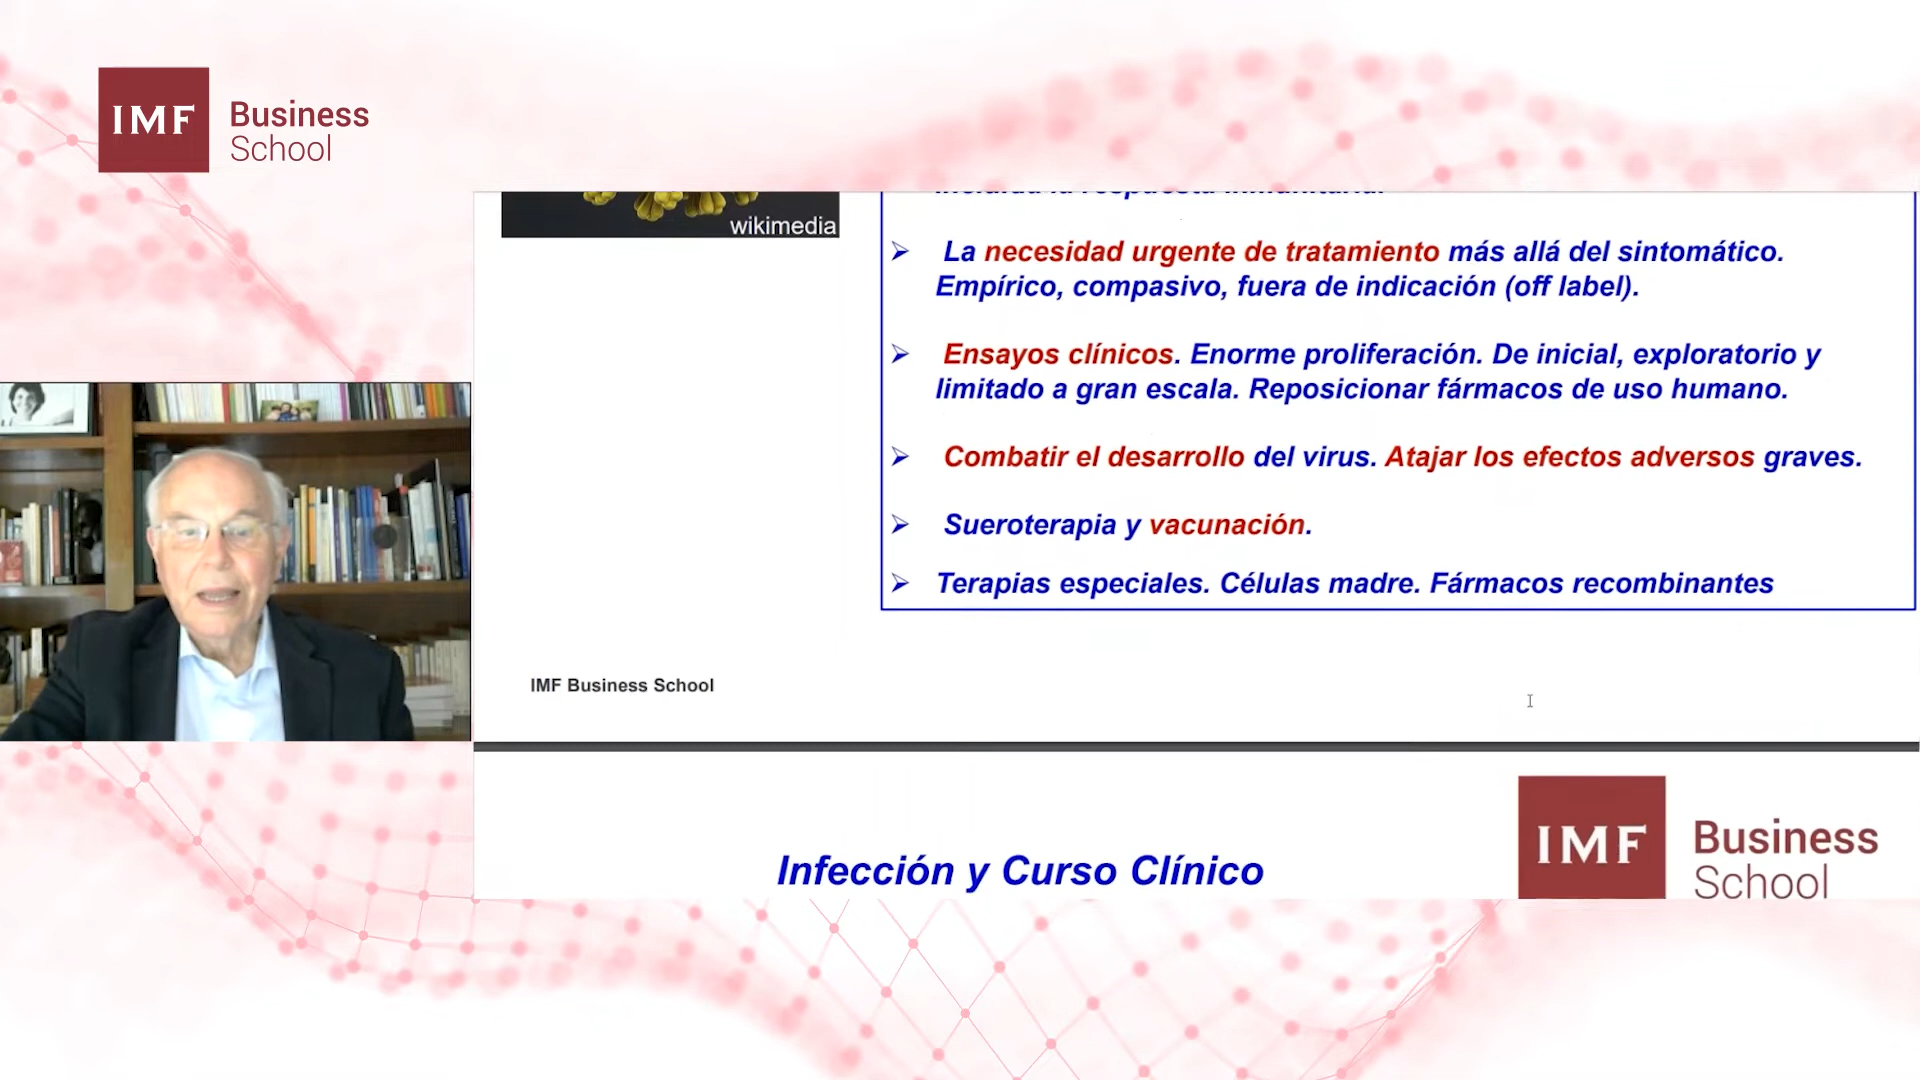 IMF Business
School
wikimedia
➢ La necesidad urgente de tratamiento más allá del sintomático.
Empírico, compasivo, fuera de indicación (off label).
➢ Ensayos clínicos. Enorme proliferación. De inicial, exploratorio y
limitado a gran escala. Reposicionar fármacos de uso humano.
➢ Combatir el desarrollo del virus. Atajar los efectos adversos graves.
➢ Sueroterapia y vacunación.
➢ Terapias especiales. Células madre. Fármacos recombinantes
IMF Business School
Infección y Curso Clínico
IMF Business
School